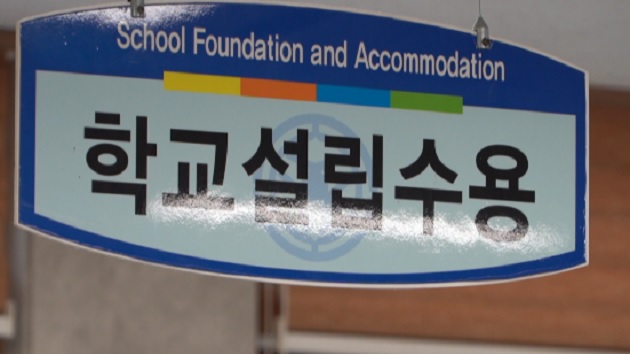 School Foundation and Accommodation
학교설립수용